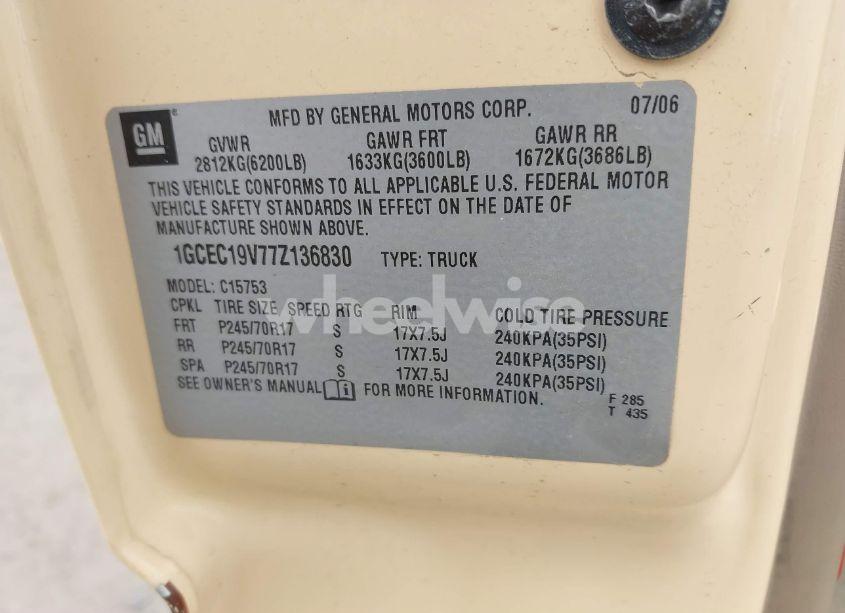 GM
MFD BY GENERAL MOTORS CORP. 07/06
GVWR GAWR FRT GAWR RR
2812KG(6200LB) 1633KG(3600LB) 1672KG(3686LB)
THIS VEHICLE CONFORMS TO ALL APPLICABLE U.S. FEDERAL MOTOR
VEHICLE SAFETY STANDARDS IN EFFECT ON THE DATE OF
MANUFACTURE SHOWN ABOVE.
1GCEC19V77Z136830 TYPE: TRUCK
MODEL: C15753
CPKL TIRE SIZE/SPEED RTG RIM COLD TIRE PRESSURE
FRT P245/70R17 S 17X7.5J 240KPA(35PSI)
RR P245/70R17 S 17X7.5J 240KPA(35PSI)
SPA P245/70R17 S 17X7.5J 240KPA(35PSI)
SEE OWNER'S MANUAL FOR MORE INFORMATION.
F 285
T 435
wheelwise